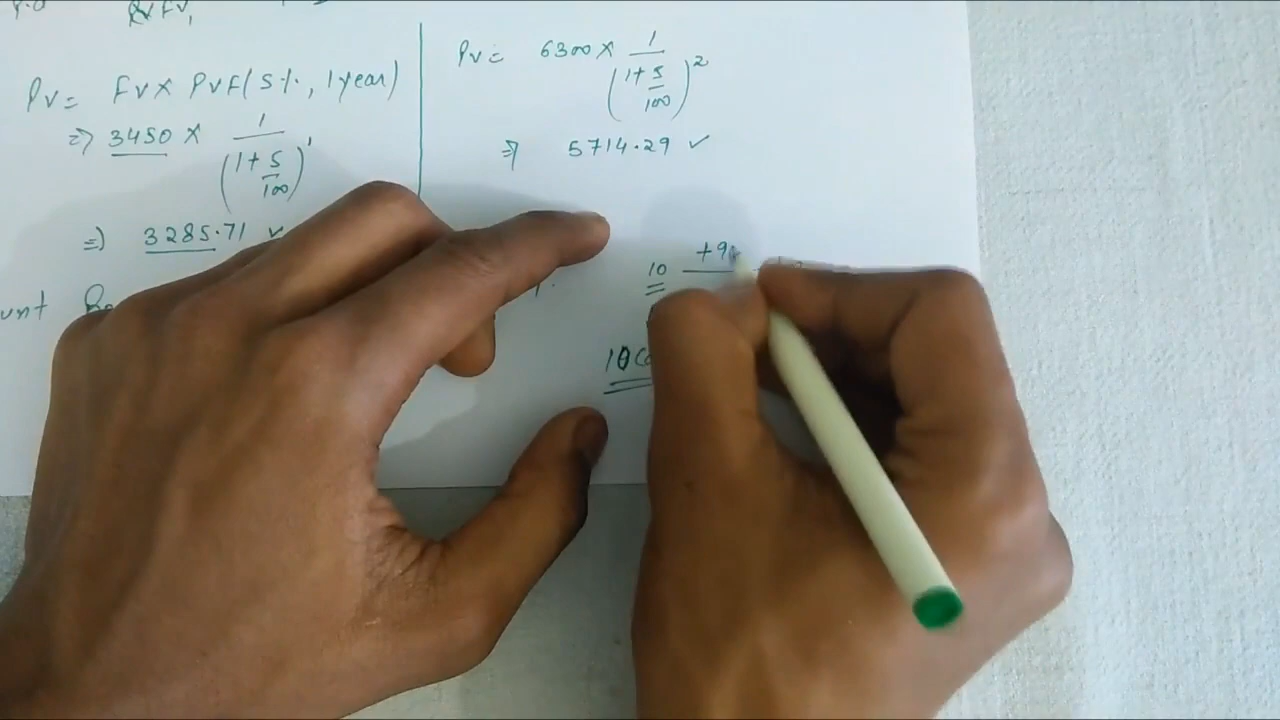 PV = FV × PVF (5%, 1 year)
⇒ 3450 × 1/(1+5/100)^1
⇒ 3285.71 ✓
PV = 6300 × 1/(1+5/100)^2
⇒ 5714.29 ✓
+9
10